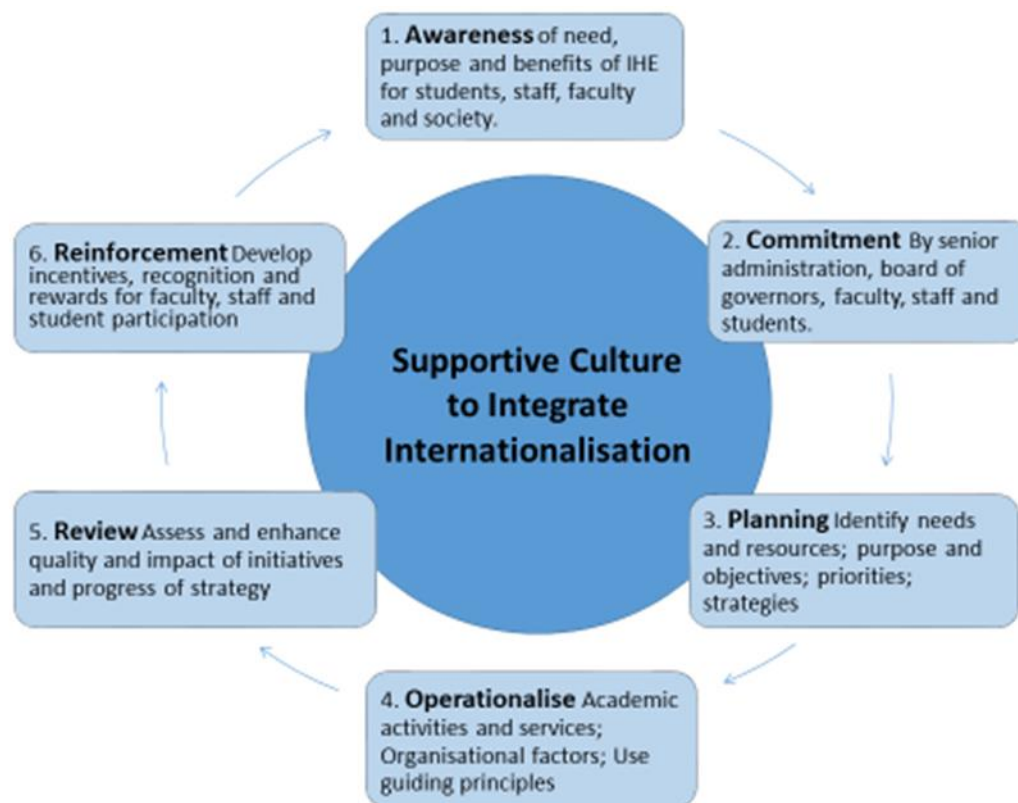 1. Awareness of need,
purpose and benefits of IHE
for students, staff, faculty
and society.
2. Commitment By senior
administration, board of
governors, faculty, staff and
students.
3. Planning Identify needs
and resources; purpose and
objectives; priorities;
strategies
4. Operationalise Academic
activities and services;
Organisational factors; Use
guiding principles
5. Review Assess and enhance
quality and impact of initiatives
and progress of strategy
6. Reinforcement Develop
incentives, recognition and
rewards for faculty, staff and
student participation
Supportive Culture
to Integrate
Internationalisation